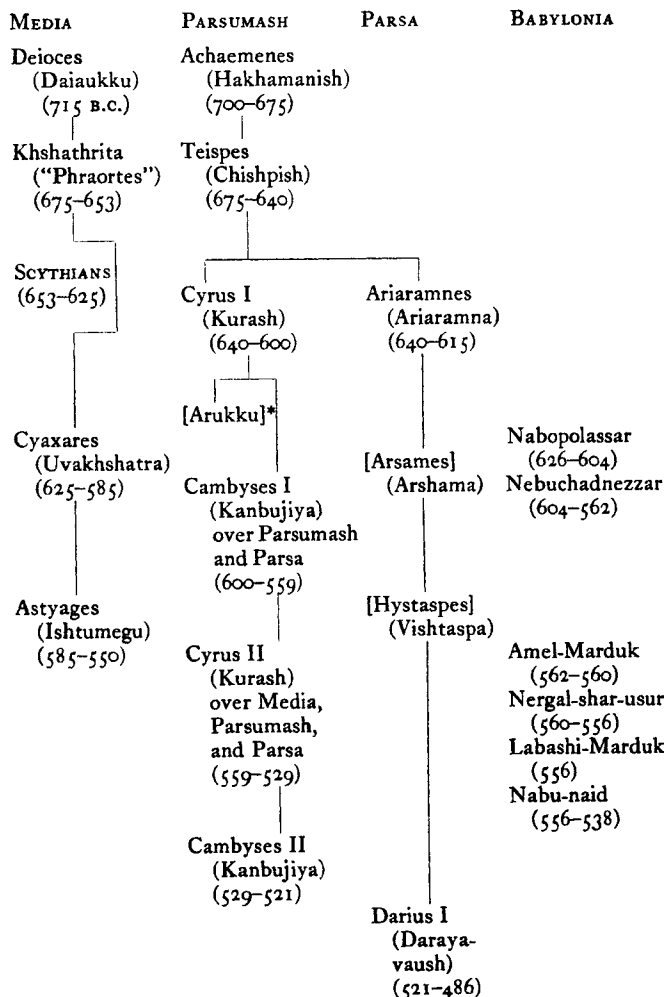 MEDIA
Deioces
(Daiaukku)
(715 B.C.)
Khshathrita
("Phraortes")
(675–653)
SCYTHIANS
(653–625)
Cyaxares
(Uvakhshatra)
(625–585)
Astyages
(Ishtumegu)
(585–550)
PARSUMASH
Achaemenes
(Hakhamanish)
(700–675)
Teispes
(Chishpish)
(675–640)
Cyrus I
(Kurash)
(640–600)
[Arukku]*
Cambyses I
(Kanbujiya)
over Parsumash
and Parsa
(600–559)
Cyrus II
(Kurash)
over Media,
Parsumash,
and Parsa
(559–529)
Cambyses II
(Kanbujiya)
(529–521)
PARSA
Ariaramnes
(Ariaramna)
(640–615)
[Arsames]
(Arshama)
[Hystaspes]
(Vishtaspa)
Darius I
(Daraya-
vaush)
(521–486)
BABYLONIA
Nabopolassar
(626–604)
Nebuchadnezzar
(604–562)
Amel-Marduk
(562–560)
Nergal-shar-usur
(560–556)
Labashi-Marduk
(556)
Nabu-naid
(556–538)